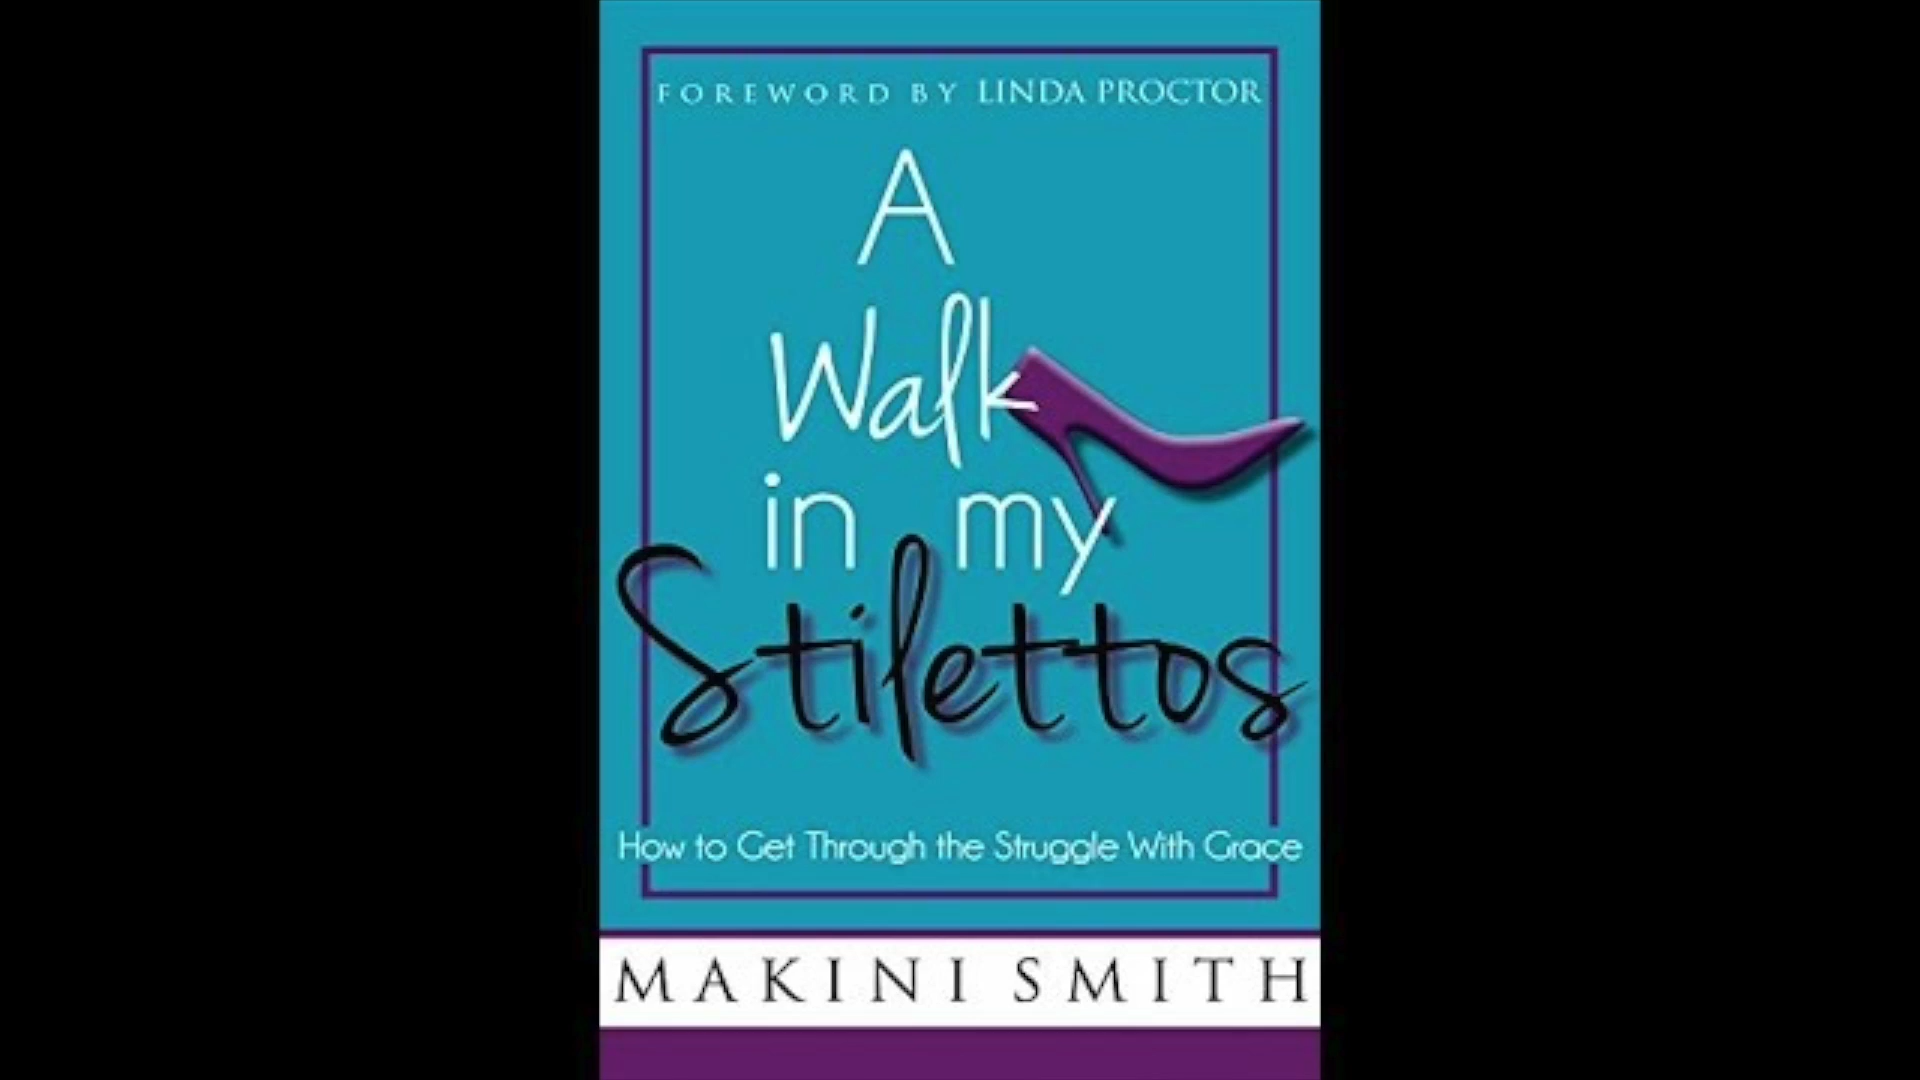 FOREWORD BY LINDA PROCTOR
A
Walk
in my
Stilettos
How to Get Through the Struggle With Grace
MAKINI SMITH